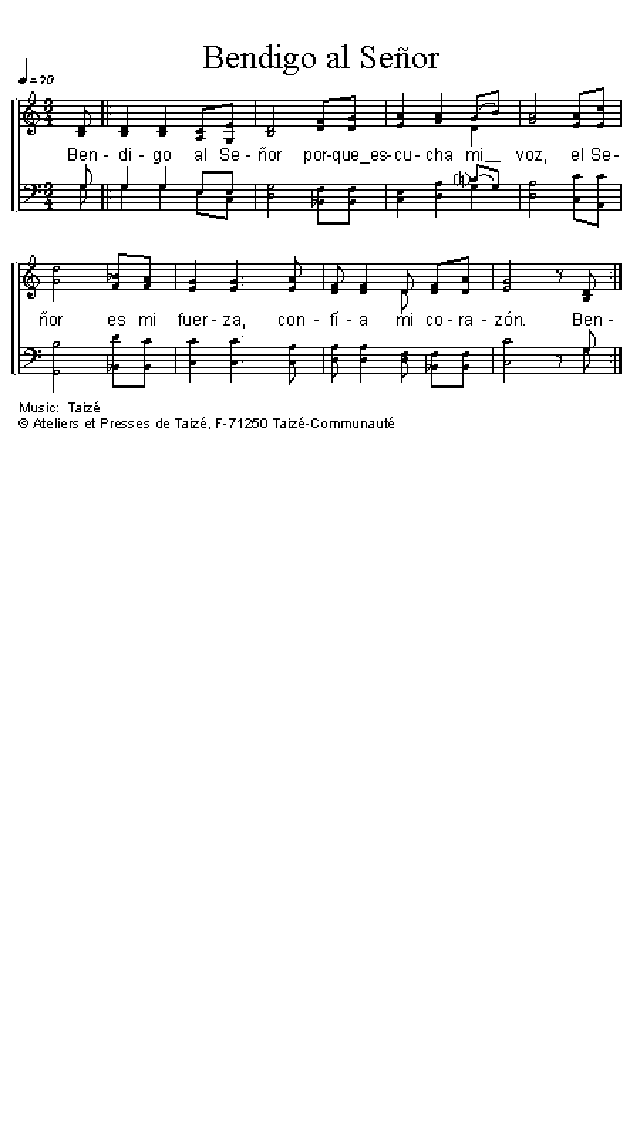 Bendigo al Señor
Ben - di - go al Se - ñor por-que_es-cu - cha mi__ voz, el Se -
ñor es mi fuer - za, con - fí - a mi co - ra - zón. Ben -
Music: Taizé
© Ateliers et Presses de Taizé, F-71250 Taizé-Communauté